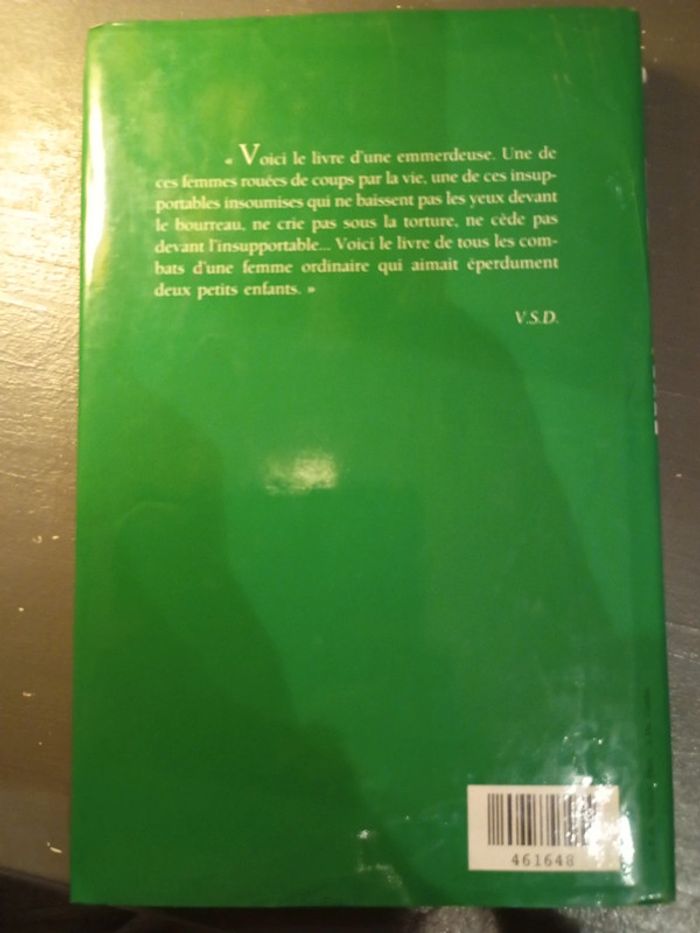 « Voici le livre d'une emmerdeuse. Une de
ces femmes rouées de coups par la vie, une de ces insup-
portables insoumises qui ne baissent pas les yeux devant
le bourreau, ne crie pas sous la torture, ne cède pas
devant l'insupportable... Voici le livre de tous les com-
bats d'une femme ordinaire qui aimait éperdument
deux petits enfants. »
V.S.D.
461648